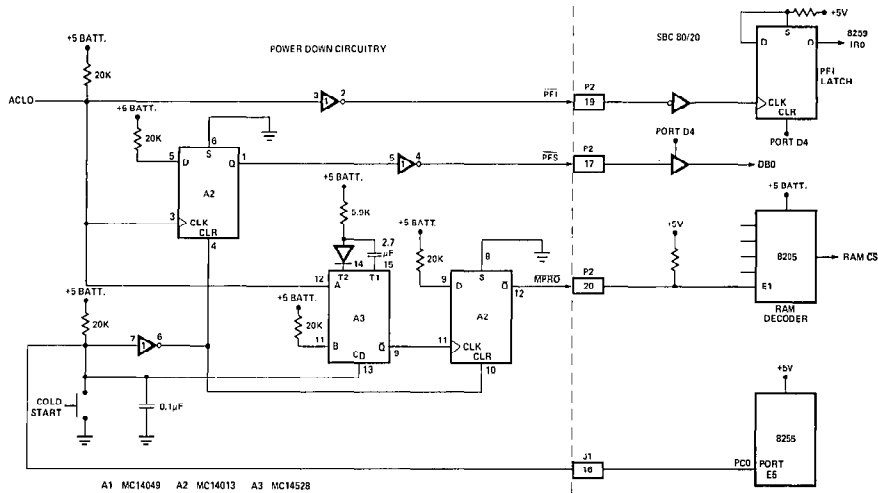 +5 BATT.
20K
ACLO
POWER DOWN CIRCUITRY
SBC 80/20
+5V
S
D
Q
8259
IR0
PFI
LATCH
CLK
CLR
PORT D4
3
1
2
PFI
P2
19
+5 BATT.
20K
6
S
5
D
Q
1
A2
3
CLK
CLR
4
5
1
4
PFS
P2
17
PORT D4
DB0
+5 BATT.
5.9K
2.7
µF
14
15
T2
T1
12
A
A3
+5 BATT.
20K
11
B
Q
9
CD
13
+5 BATT.
20K
8
S
9
D
Q
12
A2
11
CLK
CLR
10
MPRO
P2
20
+5V
+5 BATT.
8205
E1
RAM CS
RAM
DECODER
+5 BATT.
20K
7
1
6
COLD
START
0.1µF
J1
16
+5V
8255
PC0
PORT
E6
A1 MC14049 A2 MC14013 A3 MC14528